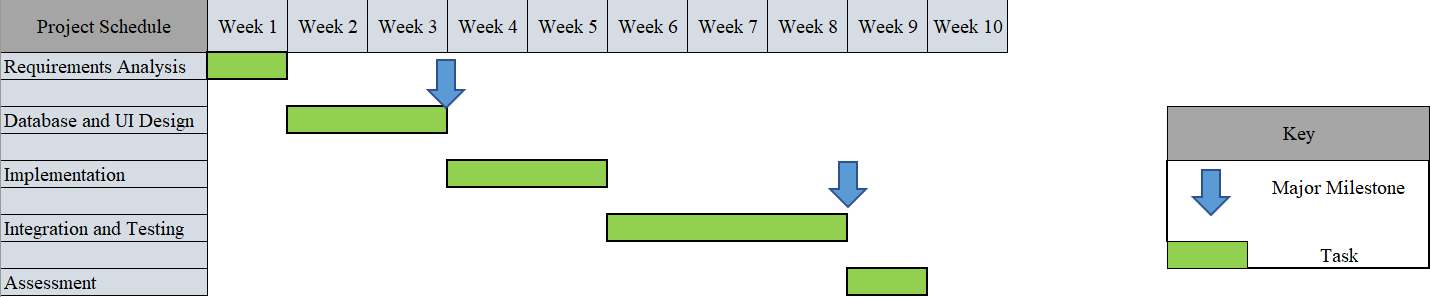 Project Schedule Week 1 Week 2 Week 3 Week 4 Week 5 Week 6 Week 7 Week 8 Week 9 Week 10
Requirements Analysis
Database and UI Design
Implementation
Integration and Testing
Assessment
Key
Major Milestone
Task